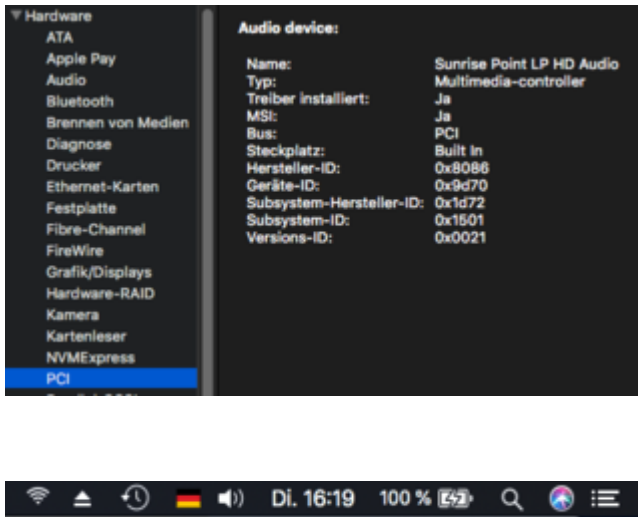 Hardware
ATA
Apple Pay
Audio
Bluetooth
Brennen von Medien
Diagnose
Drucker
Ethernet-Karten
Festplatte
Fibre-Channel
FireWire
Grafik/Displays
Hardware-RAID
Kamera
Kartenleser
NVMExpress
PCI
Audio device:
Name: Sunrise Point LP HD Audio
Typ: Multimedia-controller
Treiber installiert: Ja
MSI: Ja
Bus: PCI
Steckplatz: Built In
Hersteller-ID: 0x8086
Geräte-ID: 0x9d70
Subsystem-Hersteller-ID: 0x1d72
Subsystem-ID: 0x1501
Versions-ID: 0x0021
Di. 16:19 100 %